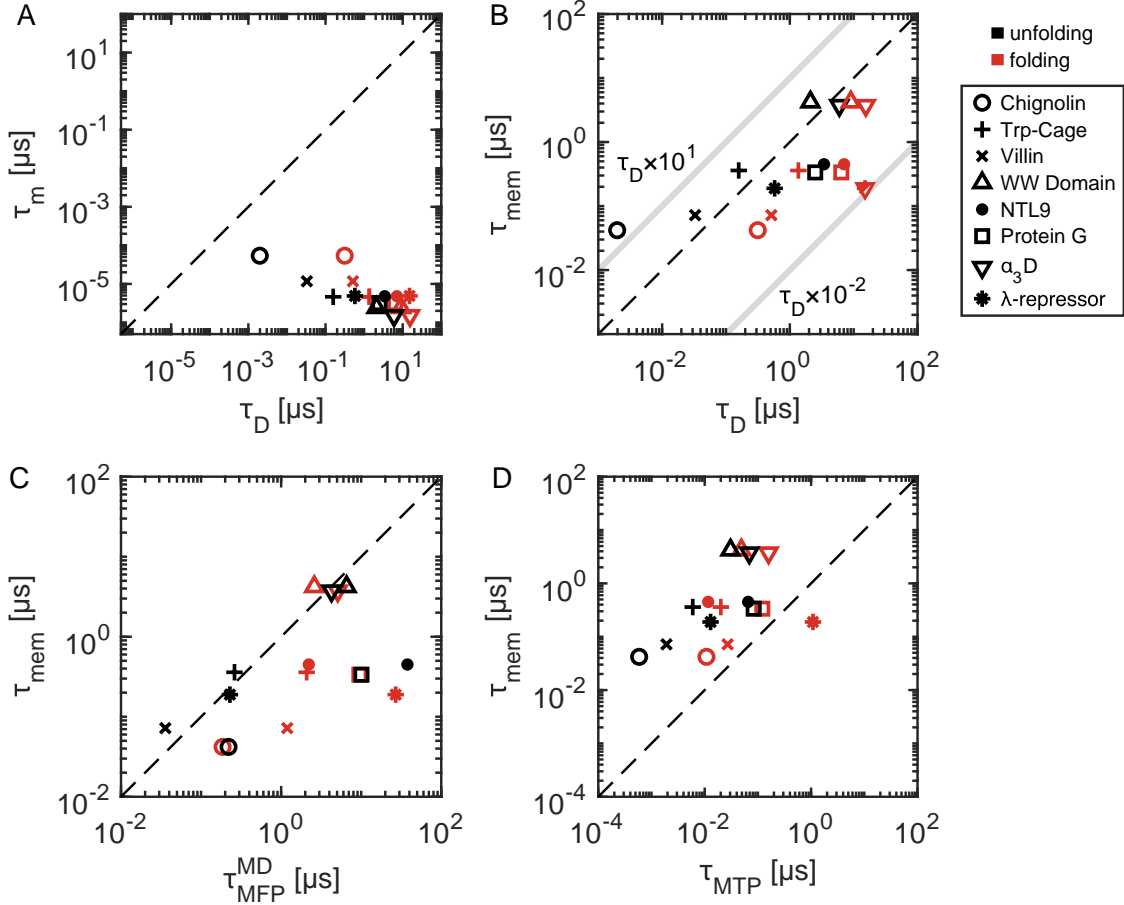 A
τm [µs]
10^1
10^-1
10^-3
10^-5
10^-5 10^-3 10^-1 10^1
τD [µs]
B
τmem [µs]
10^2
10^0
10^-2
τD×10^1
τD×10^-2
10^-2 10^0 10^2
τD [µs]
unfolding
folding
Chignolin
Trp-Cage
Villin
WW Domain
NTL9
Protein G
α3D
λ-repressor
C
τmem [µs]
10^2
10^0
10^-2
10^-2 10^0 10^2
τMFP^MD [µs]
D
τmem [µs]
10^2
10^0
10^-2
10^-4
10^-4 10^-2 10^0 10^2
τMTP [µs]